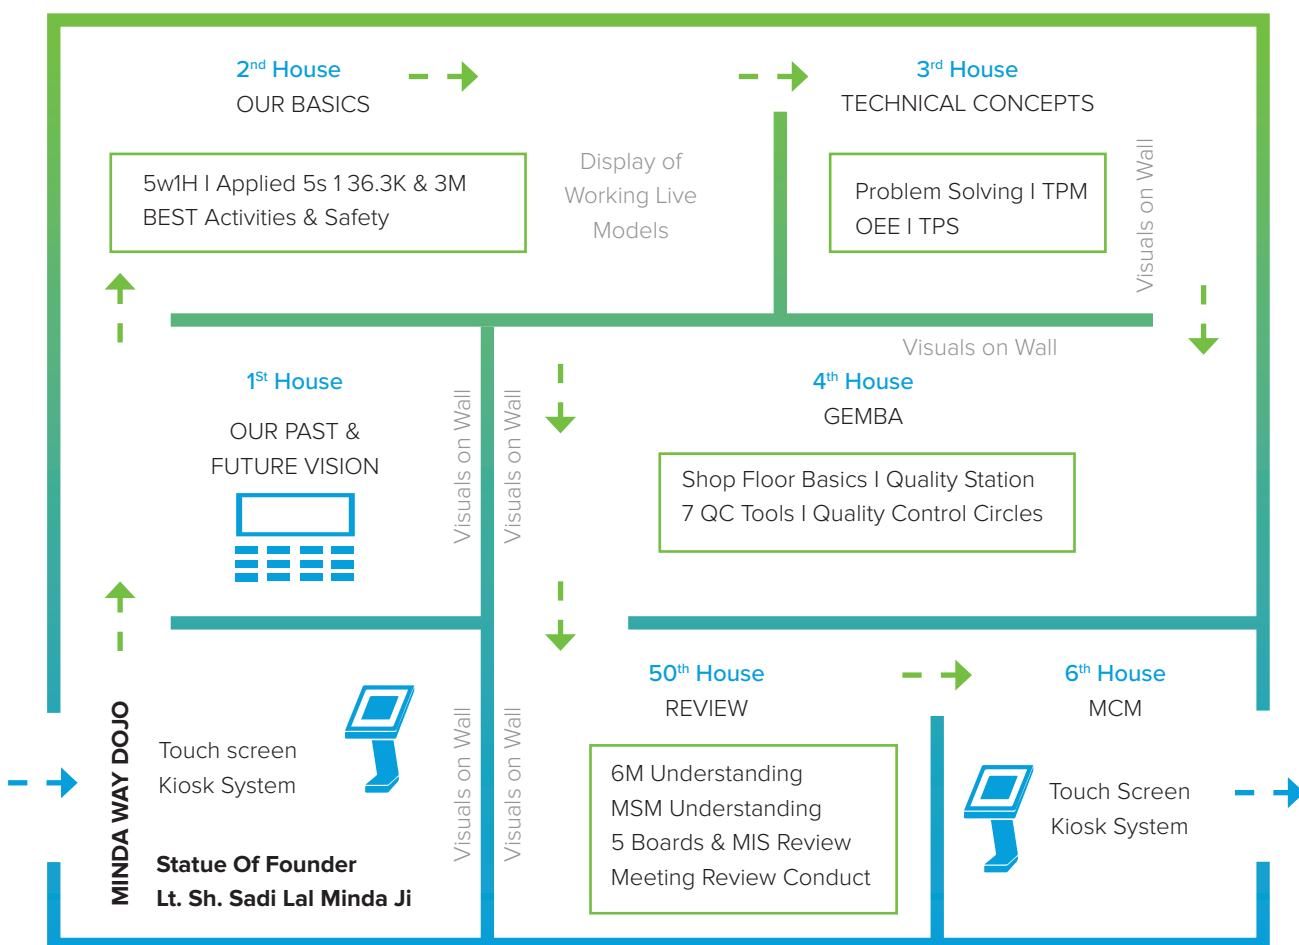 2nd House
OUR BASICS
5w1H I Applied 5s 1 36.3K & 3M
BEST Activities & Safety
Display of
Working Live
Models
3rd House
TECHNICAL CONCEPTS
Problem Solving I TPM
OEE I TPS
Visuals on Wall
Visuals on Wall
1St House
OUR PAST &
FUTURE VISION
Visuals on Wall
Visuals on Wall
4th House
GEMBA
Shop Floor Basics I Quality Station
7 QC Tools I Quality Control Circles
MINDA WAY DOJO
Touch screen
Kiosk System
Statue Of Founder
Lt. Sh. Sadi Lal Minda Ji
Visuals on Wall
Visuals on Wall
50th House
REVIEW
6M Understanding
MSM Understanding
5 Boards & MIS Review
Meeting Review Conduct
6th House
MCM
Touch Screen
Kiosk System